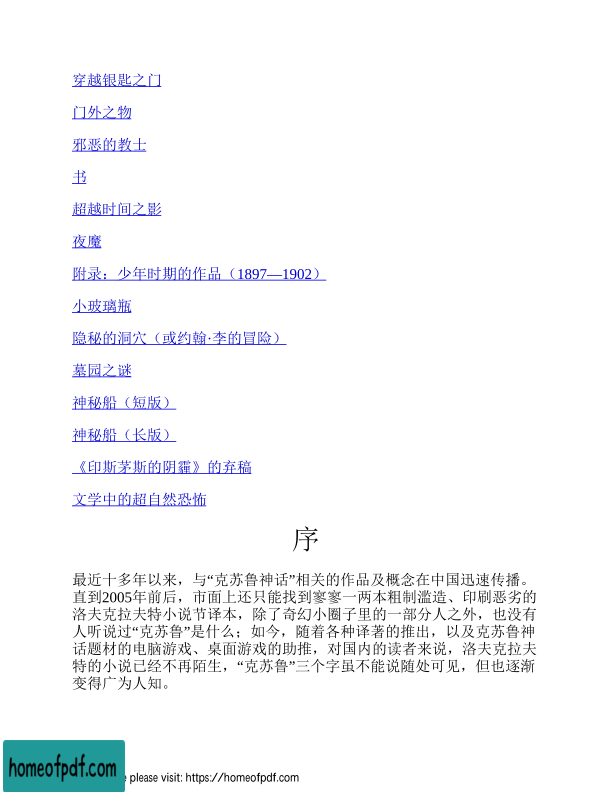 穿越银匙之门
门外之物
邪恶的教士
书
超越时间之影
夜魔
附录：少年时期的作品（1897—1902）
小玻璃瓶
隐秘的洞穴（或约翰·李的冒险）
墓园之谜
神秘船（短版）
神秘船（长版）
《印斯茅斯的阴霾》的弃稿
文学中的超自然恐怖
序
最近十多年以来，与“克苏鲁神话”相关的作品及概念在中国迅速传播。
直到2005年前后，市面上还只能找到寥寥一两本粗制滥造、印刷恶劣的
洛夫克拉夫特小说节译本，除了奇幻小圈子里的一部分人之外，也没有
人听说过“克苏鲁”是什么；如今，随着各种译著的推出，以及克苏鲁神
话题材的电脑游戏、桌面游戏的助推，对国内的读者来说，洛夫克拉夫
特的小说已经不再陌生，“克苏鲁”三个字虽不能说随处可见，但也逐渐
变得广为人知。
homeofpdf.com
e please visit: https://homeofpdf.com